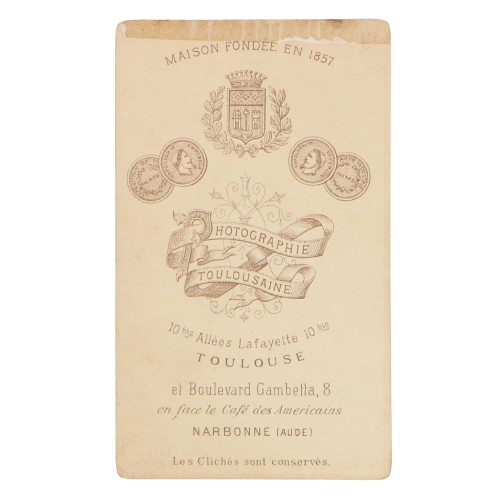 MAISON FONDÉE EN 1857
PHOTOGRAPHIE
TOULOUSAINE
10 bis Allées Lafayette 10 bis
TOULOUSE
et Boulevard Gambetta, 8
en face le Café des Americains
NARBONNE (AUDE)
Les Clichés sont conservés.